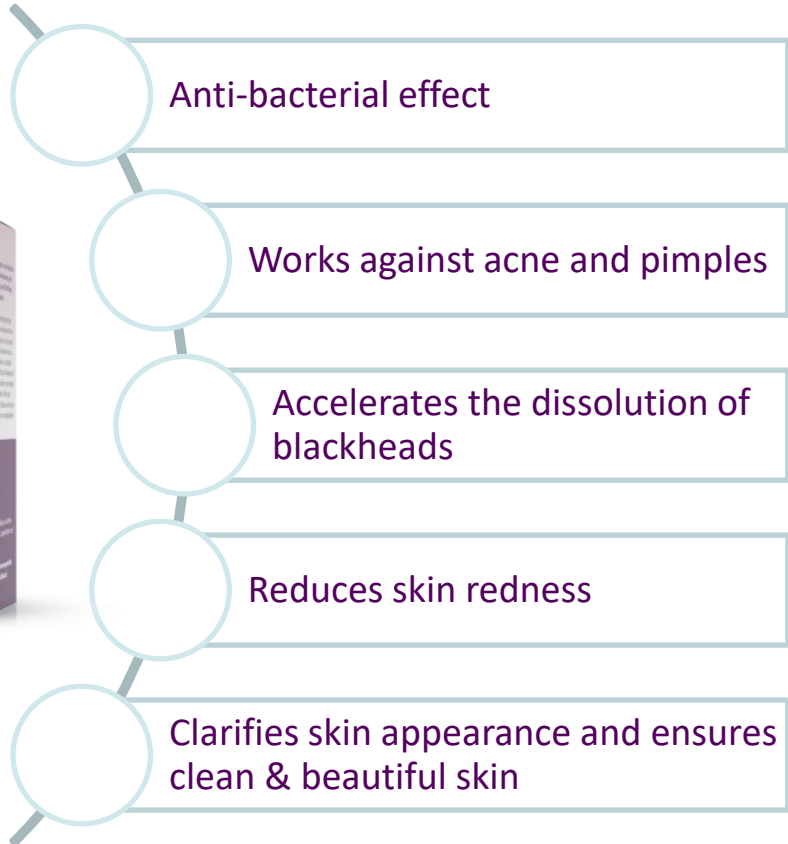 Anti-bacterial effect
Works against acne and pimples
Accelerates the dissolution of
blackheads
Reduces skin redness
Clarifies skin appearance and ensures
clean & beautiful skin